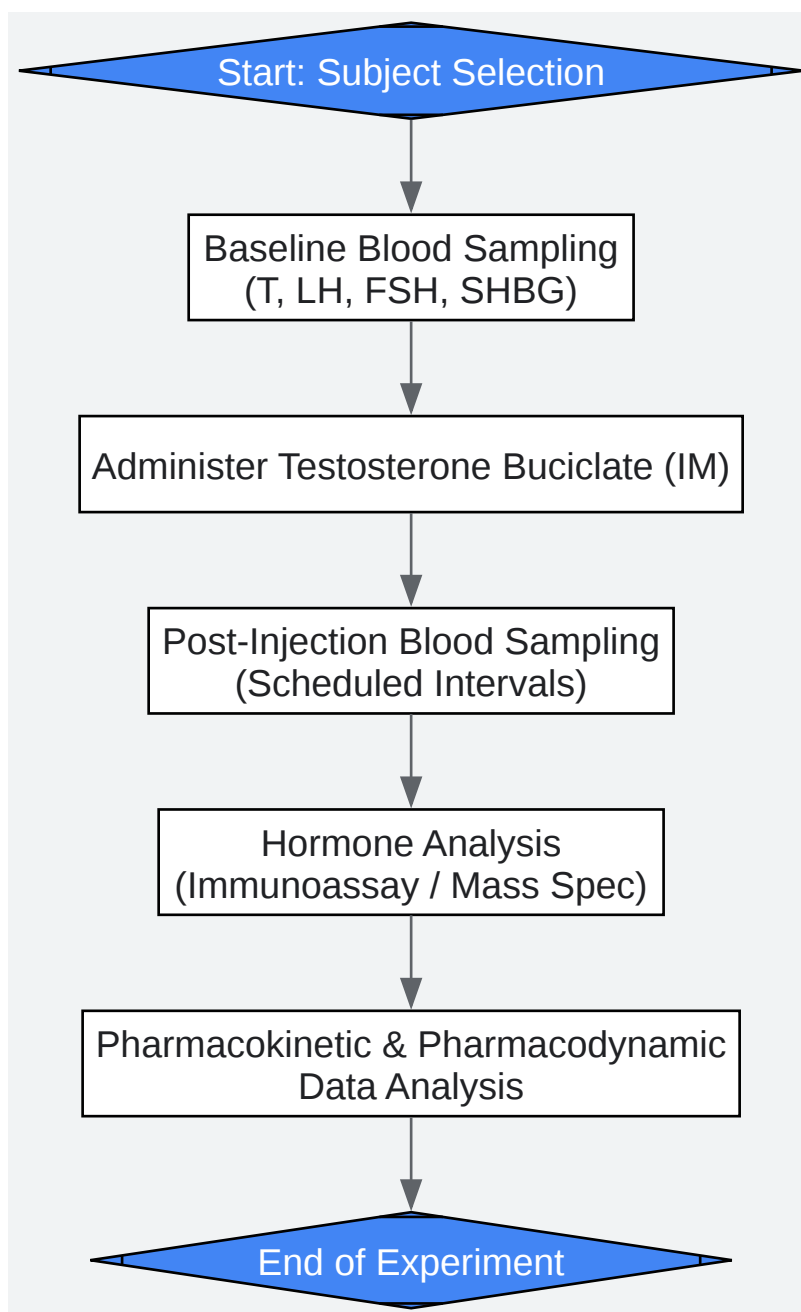 Start: Subject Selection
Baseline Blood Sampling
(T, LH, FSH, SHBG)
Administer Testosterone Buciclate (IM)
Post-Injection Blood Sampling
(Scheduled Intervals)
Hormone Analysis
(Immunoassay / Mass Spec)
Pharmacokinetic & Pharmacodynamic
Data Analysis
End of Experiment